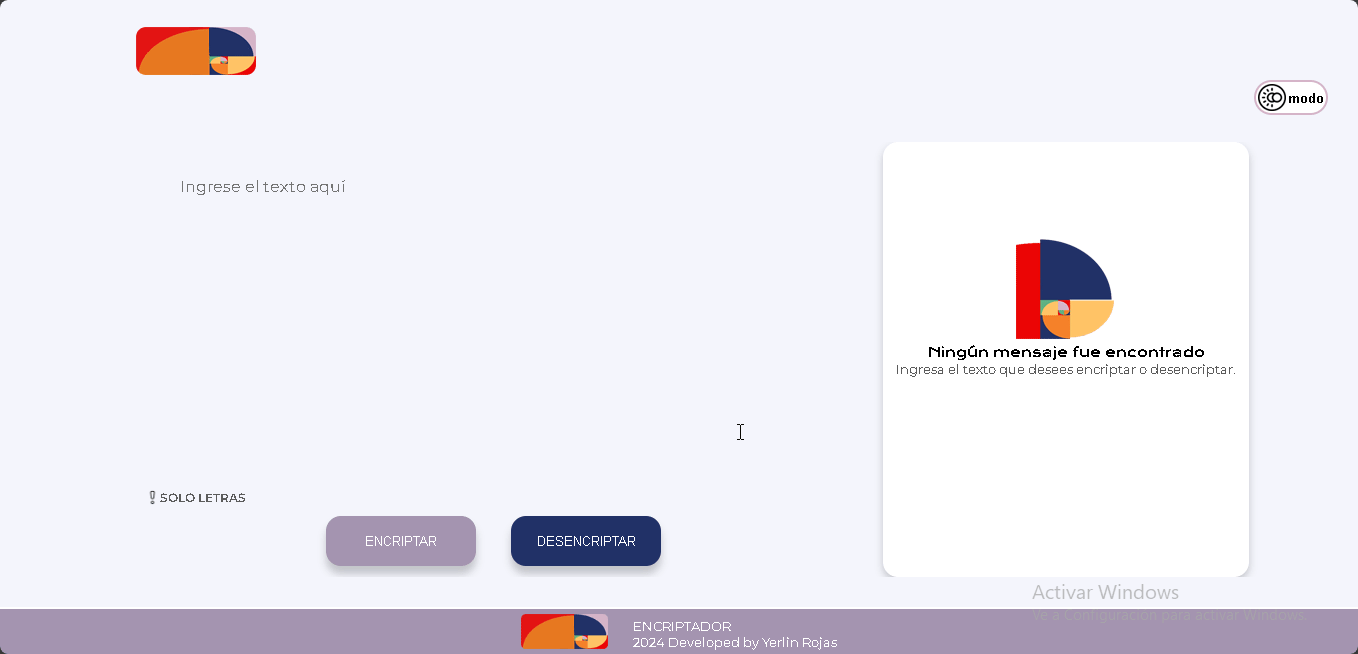 modo
Ingrese el texto aquí
Ningún mensaje fue encontrado
Ingresa el texto que desees encriptar o desencriptar.
SOLO LETRAS
ENCRIPTAR
DESENCRIPTAR
Activar Windows
Ve a Configuración para activar Windows.
ENCRIPTADOR
2024 Developed by Yerlin Rojas